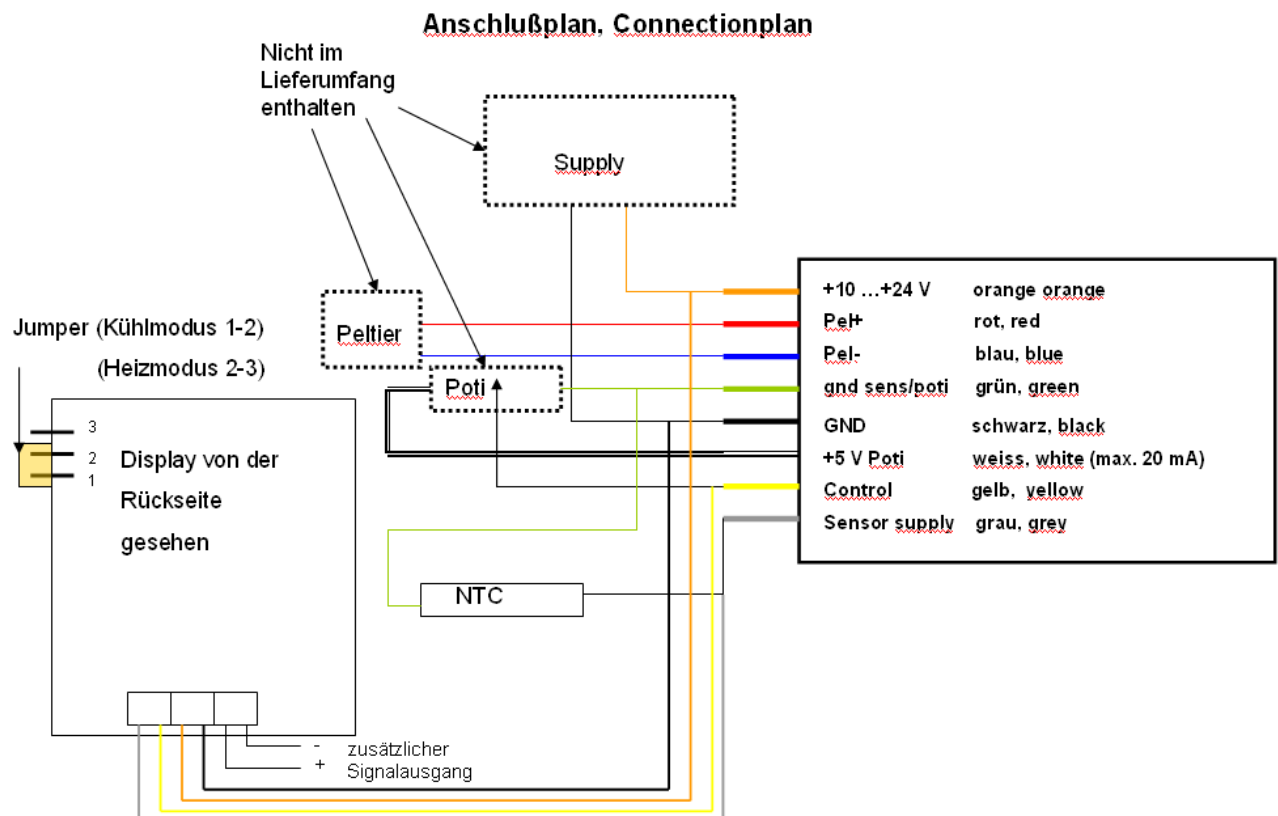 Anschlußplan, Connectionplan
Nicht im
Lieferumfang
enthalten
Supply
Peltier
Poti
Jumper (Kühlmodus 1-2)
(Heizmodus 2-3)
3
2
1
Display von der
Rückseite
gesehen
NTC
- zusätzlicher
+ Signalausgang
+10 ...+24 V orange orange
Pel+ rot, red
Pel- blau, blue
gnd sens/poti grün, green
GND schwarz, black
+5 V Poti weiss, white (max. 20 mA)
Control gelb, yellow
Sensor supply grau, grey